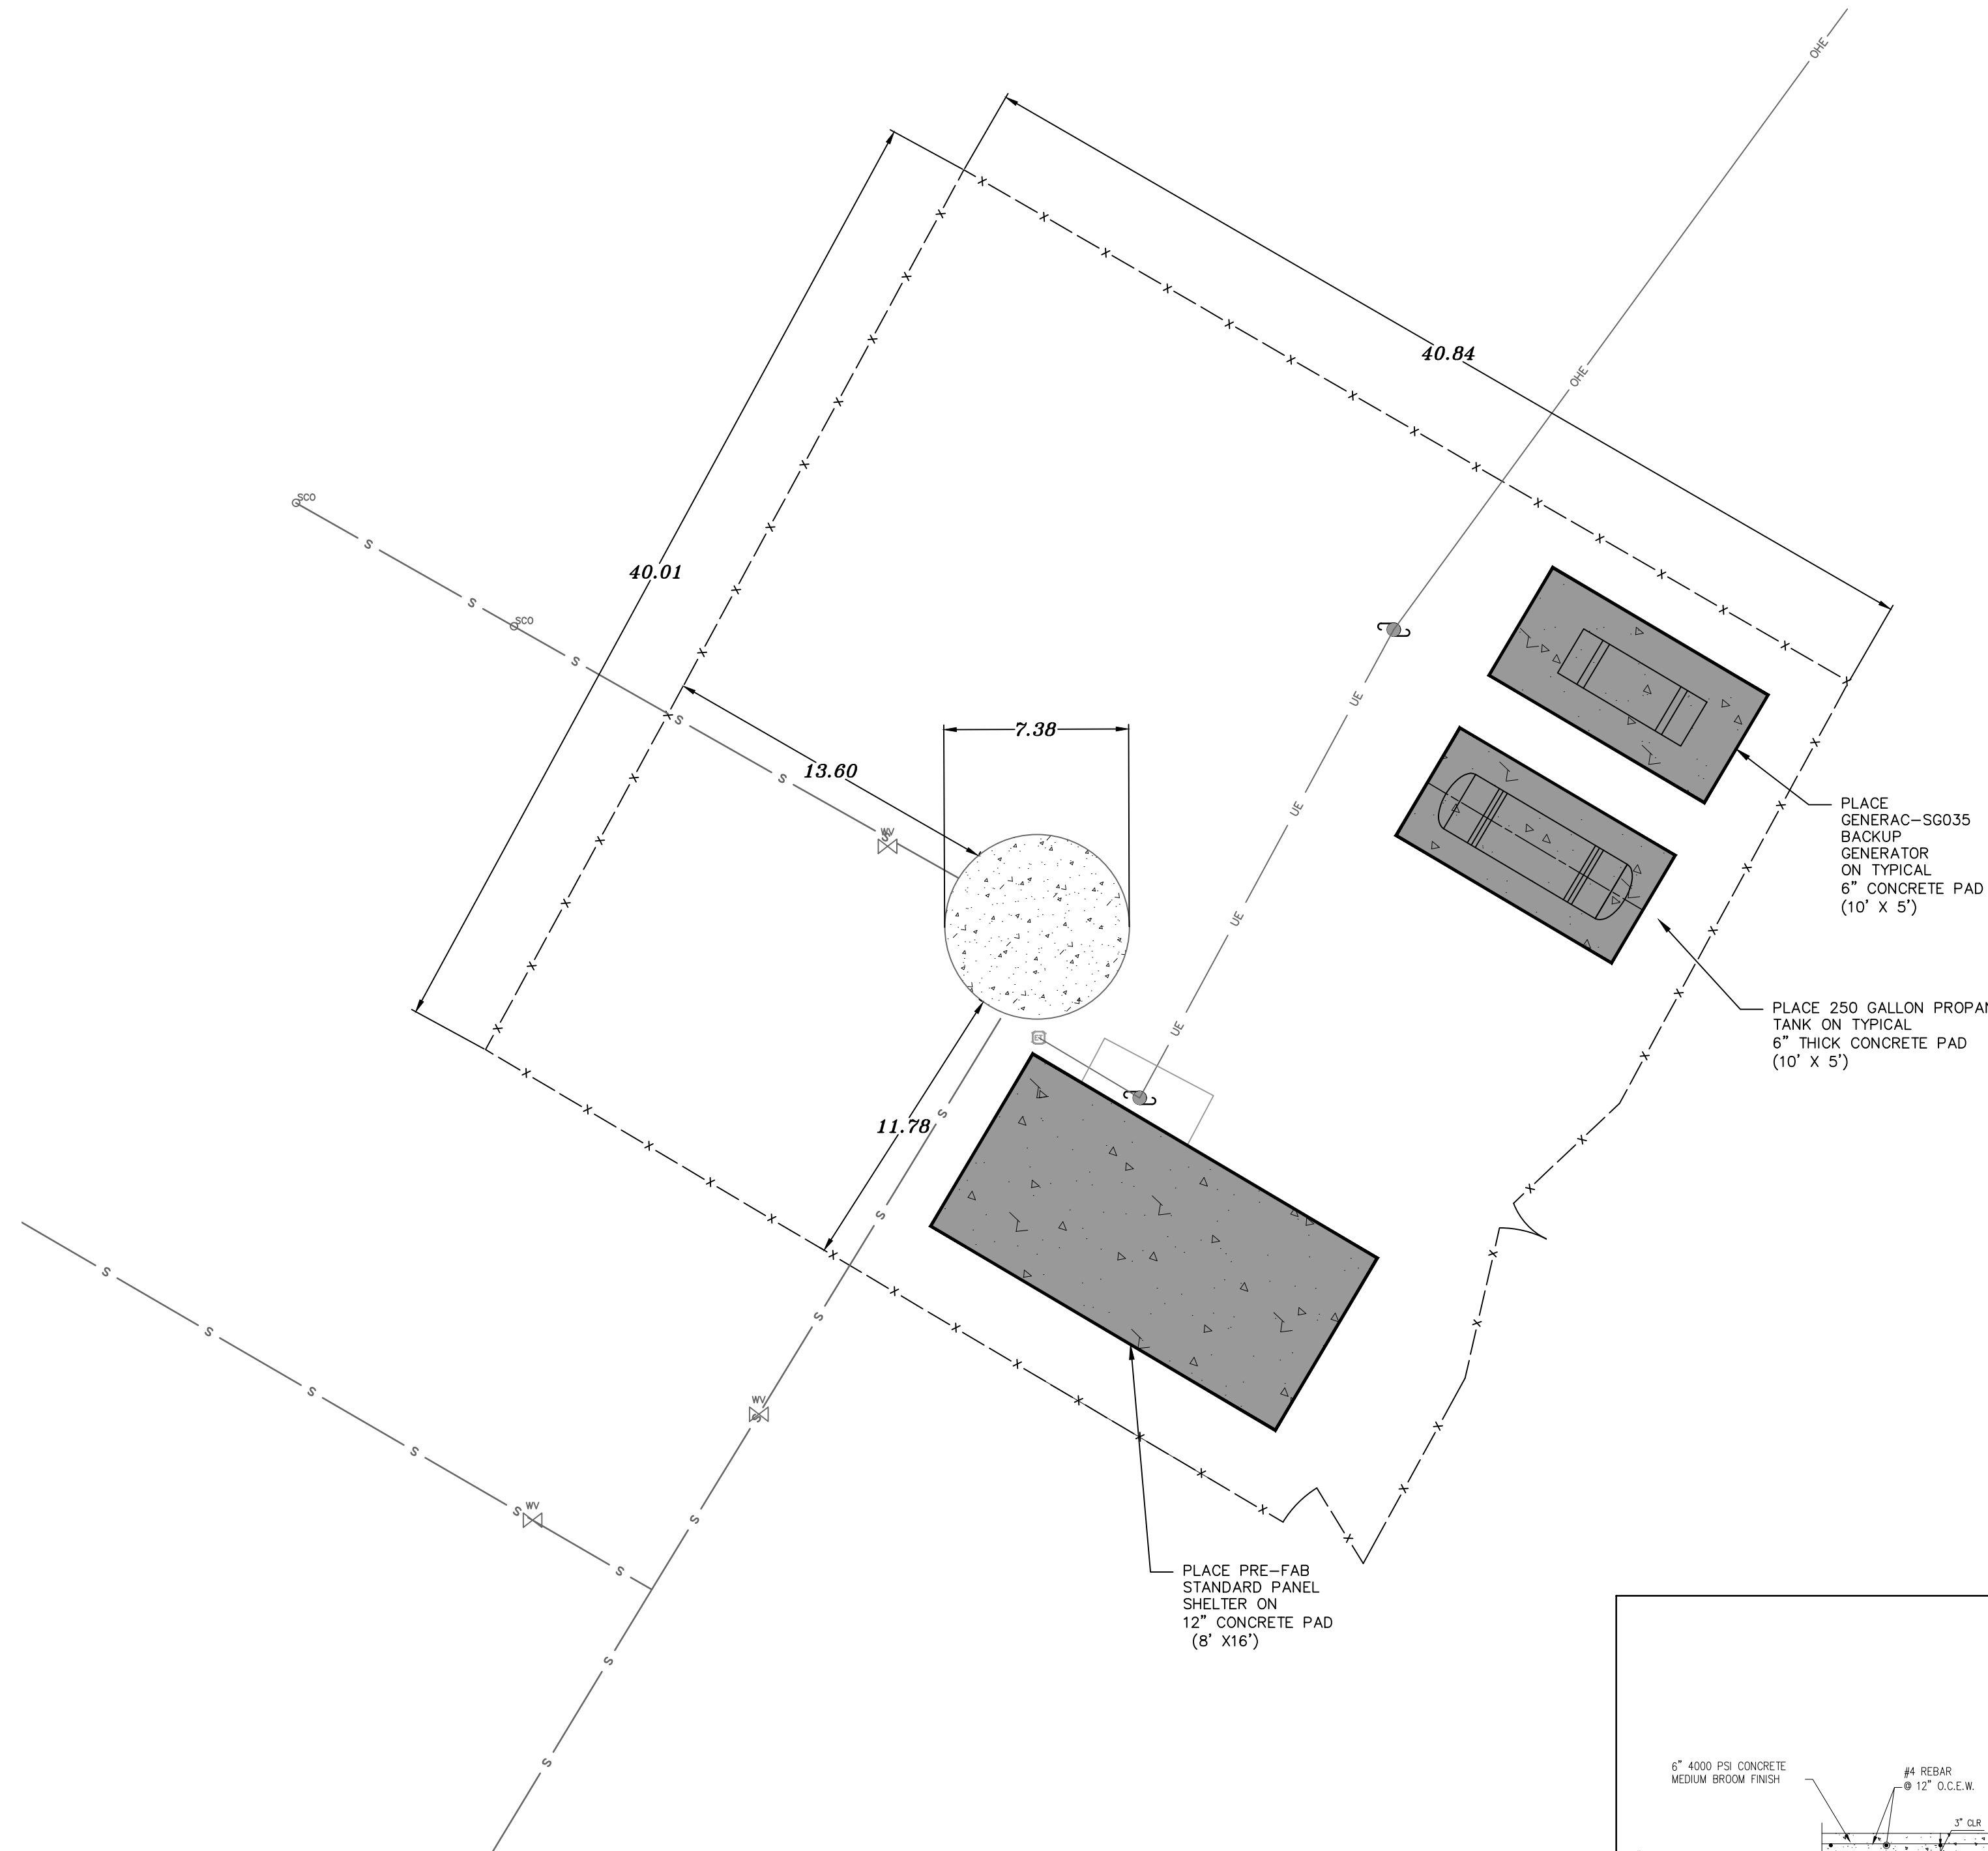 OHE
40.84
OHE
40.01
SCO
S
S
SCO
S
S
S
S
WV
13.60
7.38
UE
UE
UE
UE
PLACE
GENERAC-SG035
BACKUP
GENERATOR
ON TYPICAL
6" CONCRETE PAD
(10' X 5')
PLACE 250 GALLON
TANK ON TYPICAL
6" THICK CONCRETE PAD
(10' X 5')
11.78
S
S
S
WV
S
S
S
S
S
S
S
WV
S
S
S
S
PLACE PRE-FAB
STANDARD PANEL
SHELTER ON
12" CONCRETE PAD
(8' X16')
6" 4000 PSI CONCRETE
MEDIUM BROOM FINISH
#4 REBAR
@ 12" O.C.E.W.
3" CLR